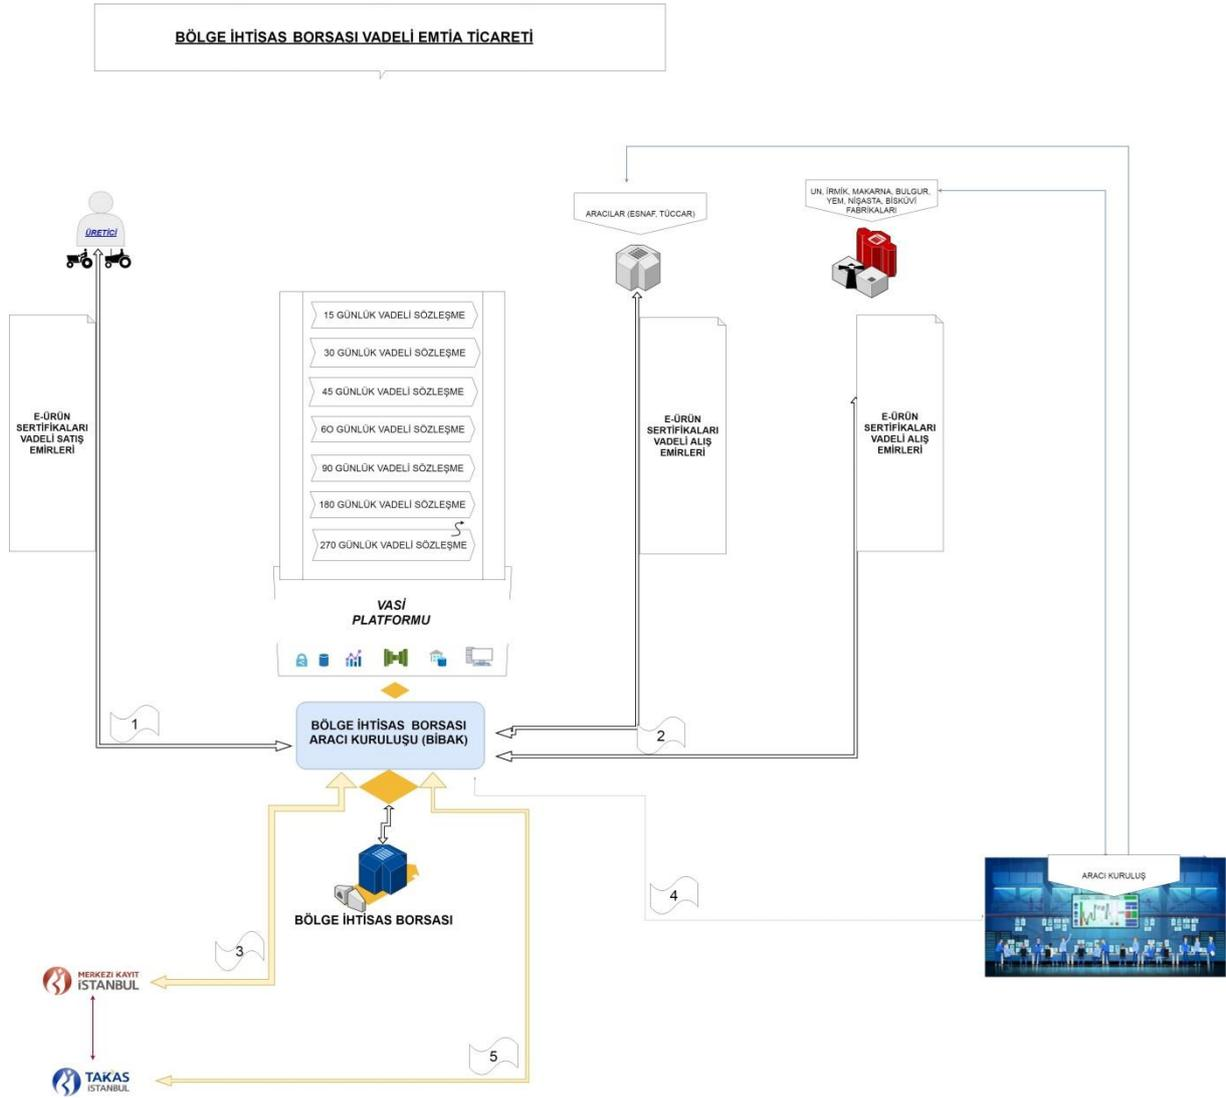 BÖLGE İHTİSAS BORSASI VADELİ EMTİA TİCARETİ
ÜRETİCİ
ARACILAR (ESNAF, TÜCCAR)
UN, İRMİK, MAKARNA, BULGUR,
YEM, NİŞASTA, BİSKÜVİ
FABRİKALARI
E-ÜRÜN
SERTİFİKALARI
VADELİ SATIŞ
EMİRLERİ
15 GÜNLÜK VADELİ SÖZLEŞME
30 GÜNLÜK VADELİ SÖZLEŞME
45 GÜNLÜK VADELİ SÖZLEŞME
6O GÜNLÜK VADELİ SÖZLEŞME
90 GÜNLÜK VADELİ SÖZLEŞME
180 GÜNLÜK VADELİ SÖZLEŞME
270 GÜNLÜK VADELİ SÖZLEŞME
E-ÜRÜN
SERTİFİKALARI
VADELİ ALIŞ
EMİRLERİ
E-ÜRÜN
SERTİFİKALARI
VADELİ ALIŞ
EMİRLERİ
VASİ
PLATFORMU
1
BÖLGE İHTİSAS BORSASI
ARACI KURULUŞU (BİBAK)
2
BÖLGE İHTİSAS BORSASI
ARACI KURULUŞ
4
3
MERKEZİ KAYIT
İSTANBUL
5
TAKAS
İSTANBUL